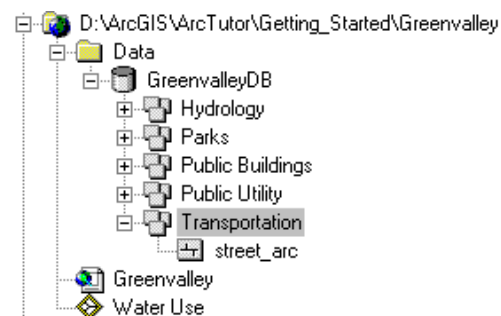 D:\ArcGIS\ArcTutor\Getting_Started\Greenvalley
Data
GreenvalleyDB
Hydrology
Parks
Public Buildings
Public Utility
Transportation
street_arc
Greenvalley
Water Use